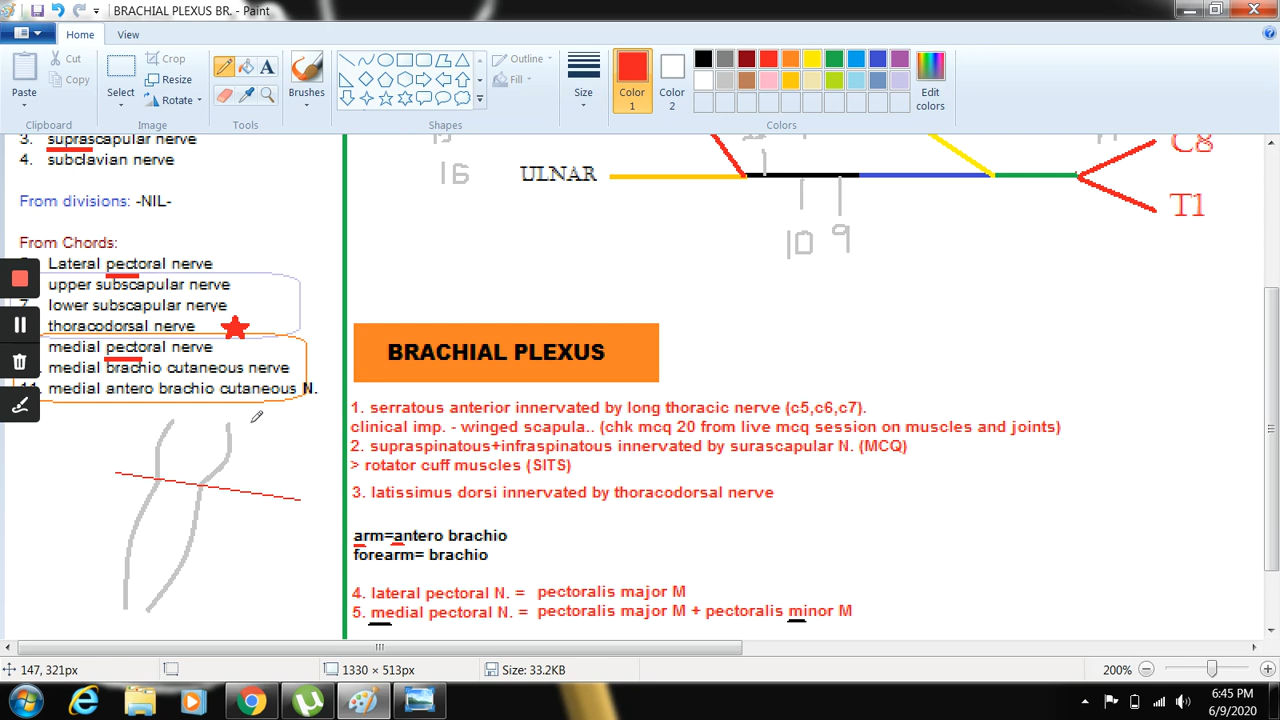 BRACHIAL PLEXUS BR. - Paint
Home
View
Paste
Cut
Copy
Clipboard
Select
Crop
Resize
Rotate
Image
Tools
Brushes
Outline
Fill
Shapes
Size
Color 1
Color 2
Edit colors
Colors
3. suprascapular nerve
4. subclavian nerve
From divisions: -NIL-
From Chords:
Lateral pectoral nerve
upper subscapular nerve
7. lower subscapular nerve
thoracodorsal nerve
medial pectoral nerve
medial brachio cutaneous nerve
11. medial antero brachio cutaneous N.
16
ULNAR
10
9
C8
T1
BRACHIAL PLEXUS
1. serratous anterior innervated by long thoracic nerve (c5,c6,c7).
clinical imp. - winged scapula.. (chk mcq 20 from live mcq session on muscles and joints)
2. supraspinatous+infraspinatous innervated by surascapular N. (MCQ)
> rotator cuff muscles (SITS)
3. latissimus dorsi innervated by thoracodorsal nerve
arm=antero brachio
forearm= brachio
4. lateral pectoral N. = pectoralis major M
5. medial pectoral N. = pectoralis major M + pectoralis minor M
147, 321px
1330 × 513px
Size: 33.2KB
200%
6:45 PM
6/9/2020